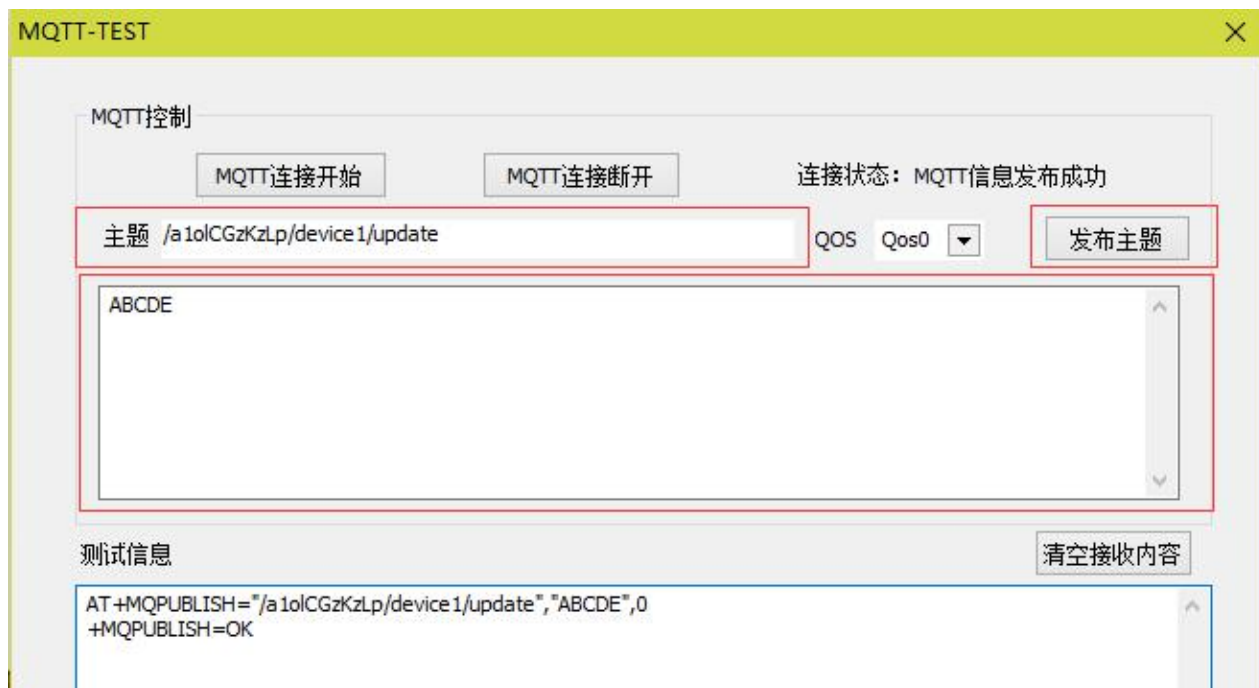 MQTT-TEST
MQTT控制
MQTT连接开始 MQTT连接断开 连接状态：MQTT信息发布成功
主题 /a1olCGzKzLp/device1/update QOS Qos0 发布主题
ABCDE
测试信息 清空接收内容
AT+MQPUBLISH="/a1olCGzKzLp/device1/update","ABCDE",0
+MQPUBLISH=OK